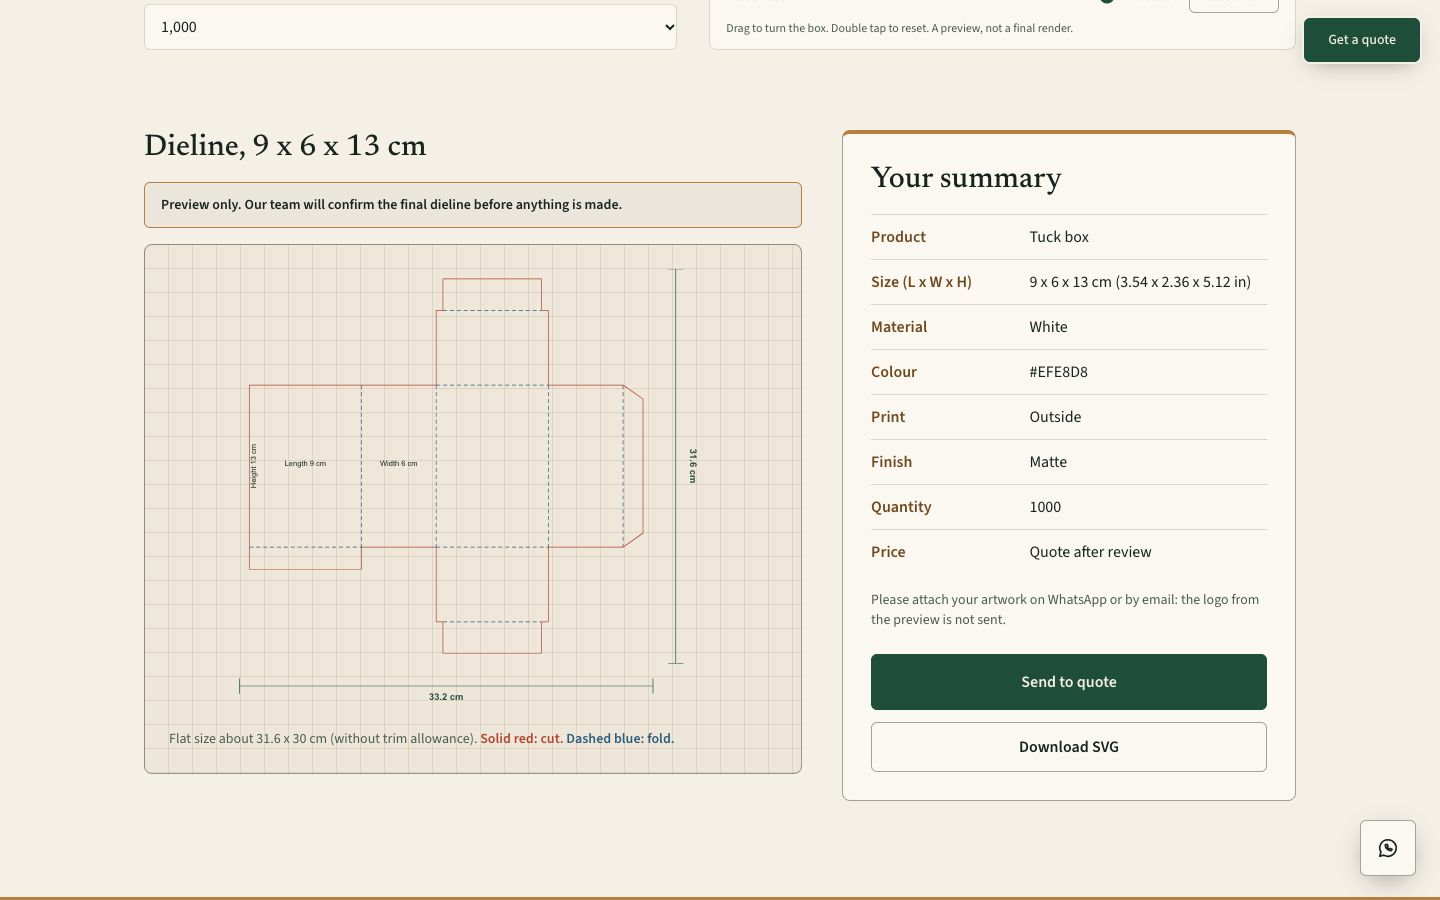 1,000
Drag to turn the box. Double tap to reset. A preview, not a final render.
Get a quote
Dieline, 9 x 6 x 13 cm
Preview only. Our team will confirm the final dieline before anything is made.
Height 13 cm
Length 9 cm
Width 6 cm
31.6 cm
33.2 cm
Flat size about 31.6 x 30 cm (without trim allowance). Solid red: cut. Dashed blue: fold.
Your summary
Product Tuck box
Size (L x W x H) 9 x 6 x 13 cm (3.54 x 2.36 x 5.12 in)
Material White
Colour #EFE8D8
Print Outside
Finish Matte
Quantity 1000
Price Quote after review
Please attach your artwork on WhatsApp or by email: the logo from
the preview is not sent.
Send to quote
Download SVG